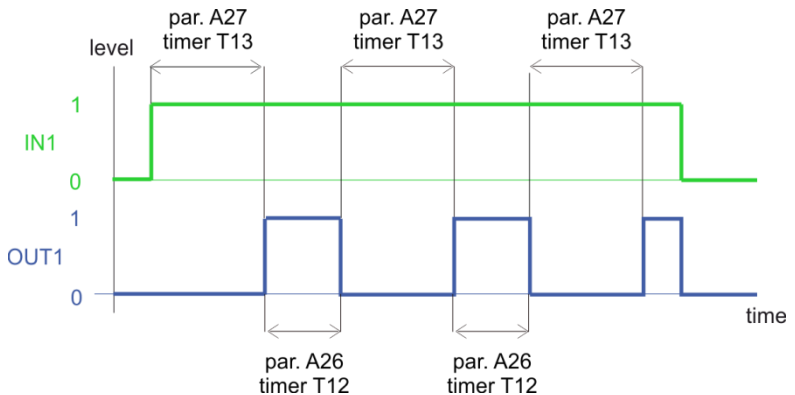 par. A27
timer T13
par. A27
timer T13
par. A27
timer T13
level
1
IN1
0
1
OUT1
0
time
par. A26
timer T12
par. A26
timer T12